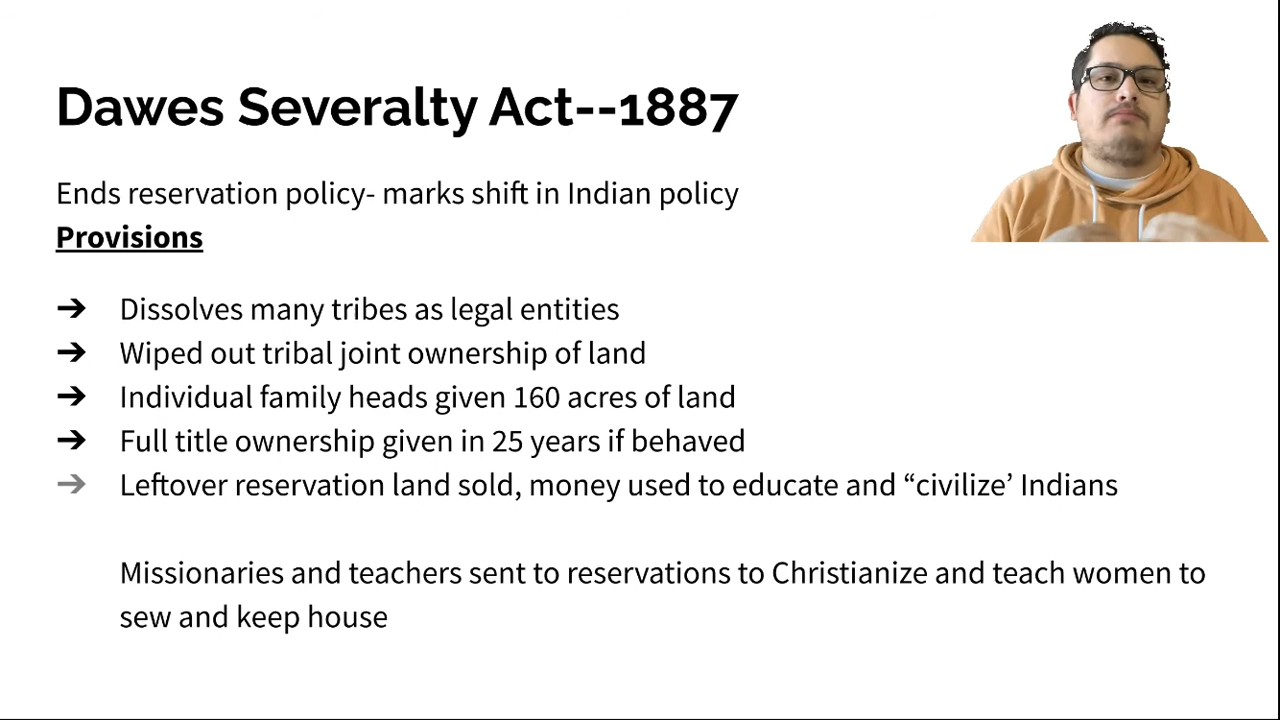 Dawes Severalty Act--1887
Ends reservation policy- marks shift in Indian policy
Provisions
➔ Dissolves many tribes as legal entities
➔ Wiped out tribal joint ownership of land
➔ Individual family heads given 160 acres of land
➔ Full title ownership given in 25 years if behaved
➔ Leftover reservation land sold, money used to educate and “civilize’ Indians
Missionaries and teachers sent to reservations to Christianize and teach women to
sew and keep house